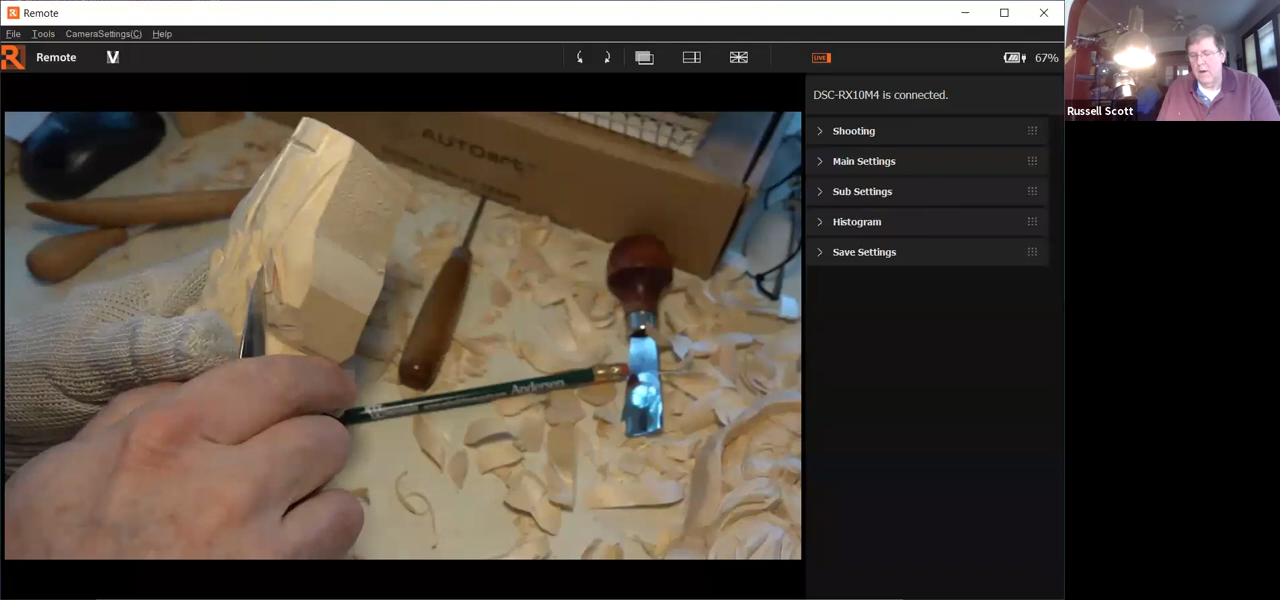 Remote
File Tools CameraSettings(C) Help
Remote
LIVE
67%
DSC-RX10M4 is connected.
Shooting
Main Settings
Sub Settings
Histogram
Save Settings
Russell Scott
AUTOart
Andersen